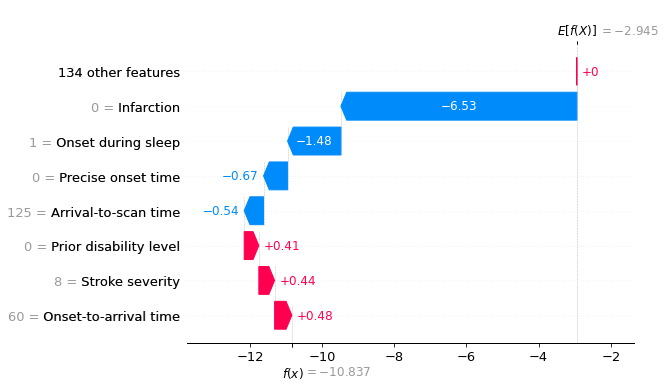 E[f(X)] = −2.945
134 other features +0
0 = Infarction −6.53
1 = Onset during sleep −1.48
0 = Precise onset time −0.67
125 = Arrival-to-scan time −0.54
0 = Prior disability level +0.41
8 = Stroke severity +0.44
60 = Onset-to-arrival time +0.48
−12 −10 −8 −6 −4 −2
f(x) = −10.837